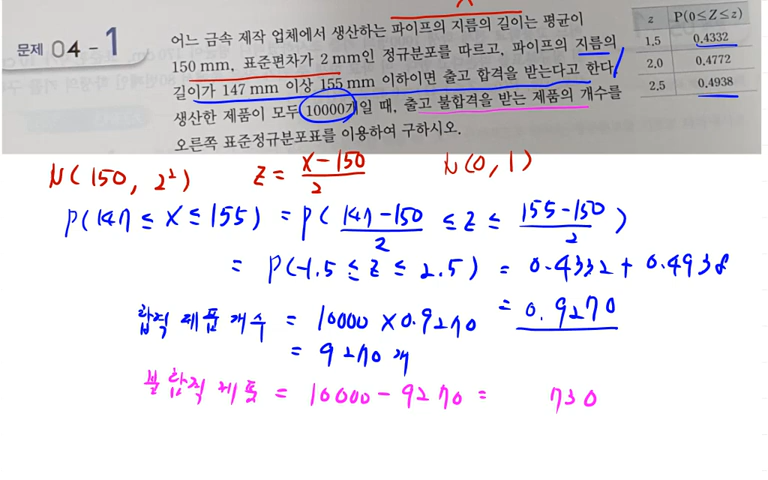 문제 04-1
어느 금속 제작 업체에서 생산하는 파이프의 지름의 길이는 평균이
150 mm, 표준편차가 2 mm인 정규분포를 따르고, 파이프의 지름의
길이가 147 mm 이상 155 mm 이하이면 출고 합격을 받는다고 한다.
생산한 제품이 모두 10000개일 때, 출고 불합격을 받는 제품의 개수를
오른쪽 표준정규분포표를 이용하여 구하시오.
z P(0≤Z≤z)
1.5 0.4332
2.0 0.4772
2.5 0.4938
N(150, 2²) Z = X-150/2 N(0, 1)
P(147 ≤ X ≤ 155) = P(147-150/2 ≤ Z ≤ 155-150/2)
= P(-1.5 ≤ Z ≤ 2.5) = 0.4332 + 0.4938
= 0.9270
합격 제품 개수 = 10000 × 0.9270
= 9270개
불합격 제품 = 10000 - 9270 = 730